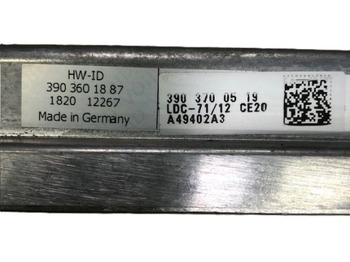 HW-ID
390 360 18 87
1820 12267
Made in Germany
390 370 05 19
LDC-71/12 CE20
A49402A3